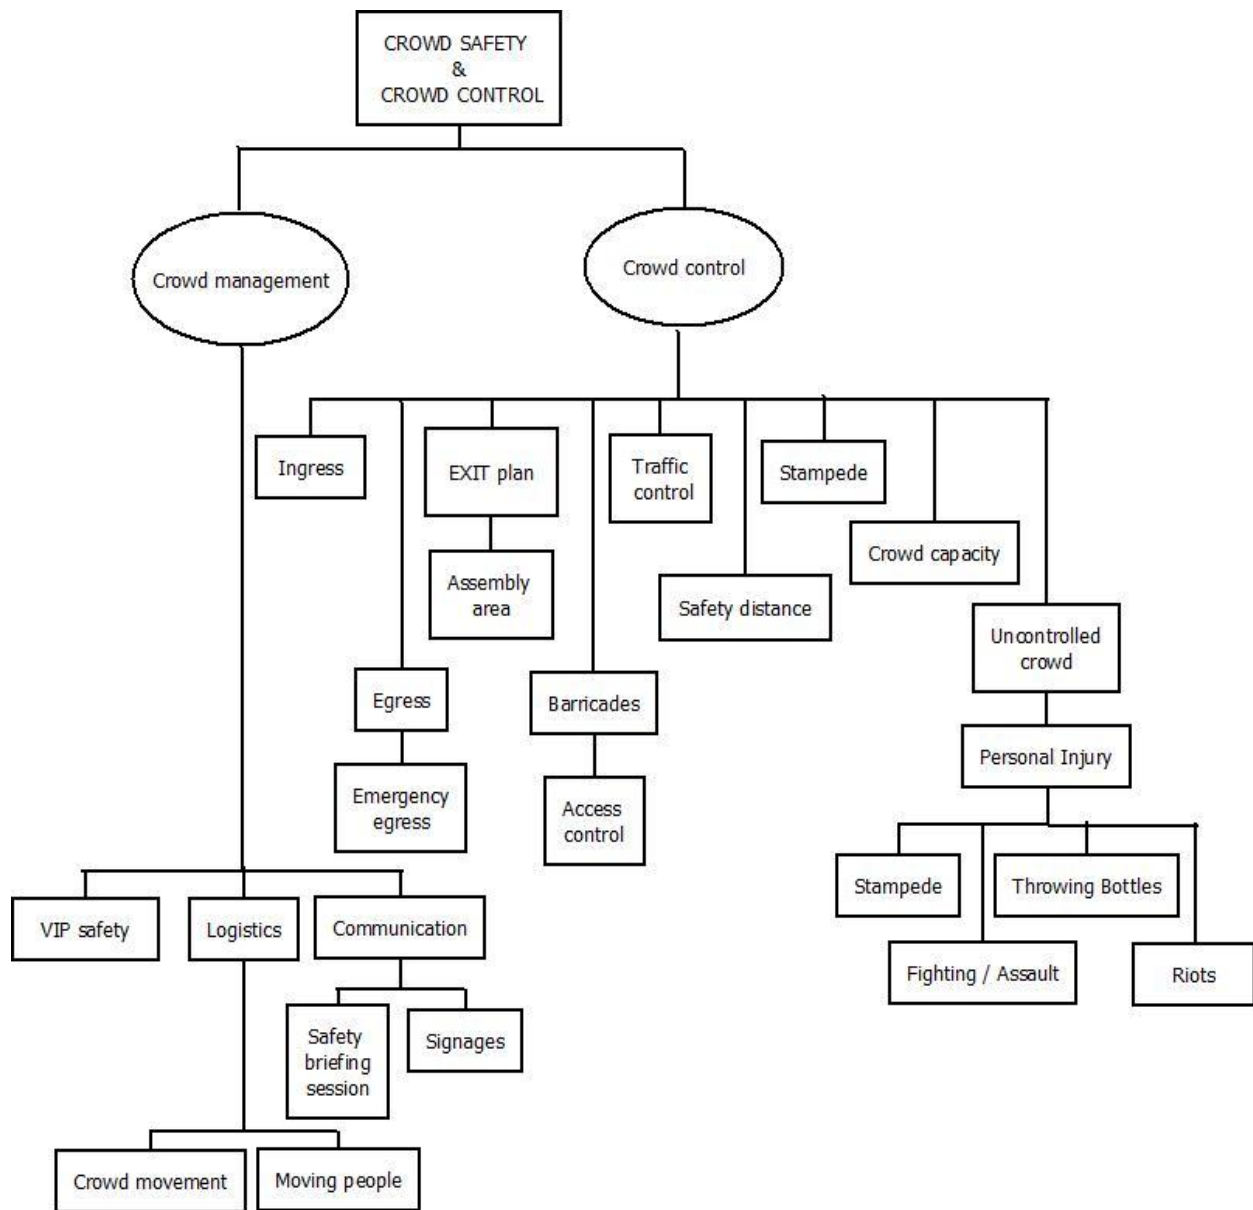 CROWD SAFETY
&
CROWD CONTROL
Crowd management
Crowd control
Ingress
EXIT plan
Traffic
control
Stampede
Crowd capacity
Assembly
area
Safety distance
Uncontrolled
crowd
Egress
Barricades
Personal Injury
Emergency
egress
Access
control
Stampede
Throwing Bottles
VIP safety
Logistics
Communication
Fighting / Assault
Riots
Safety
briefing
session
Signages
Crowd movement
Moving people